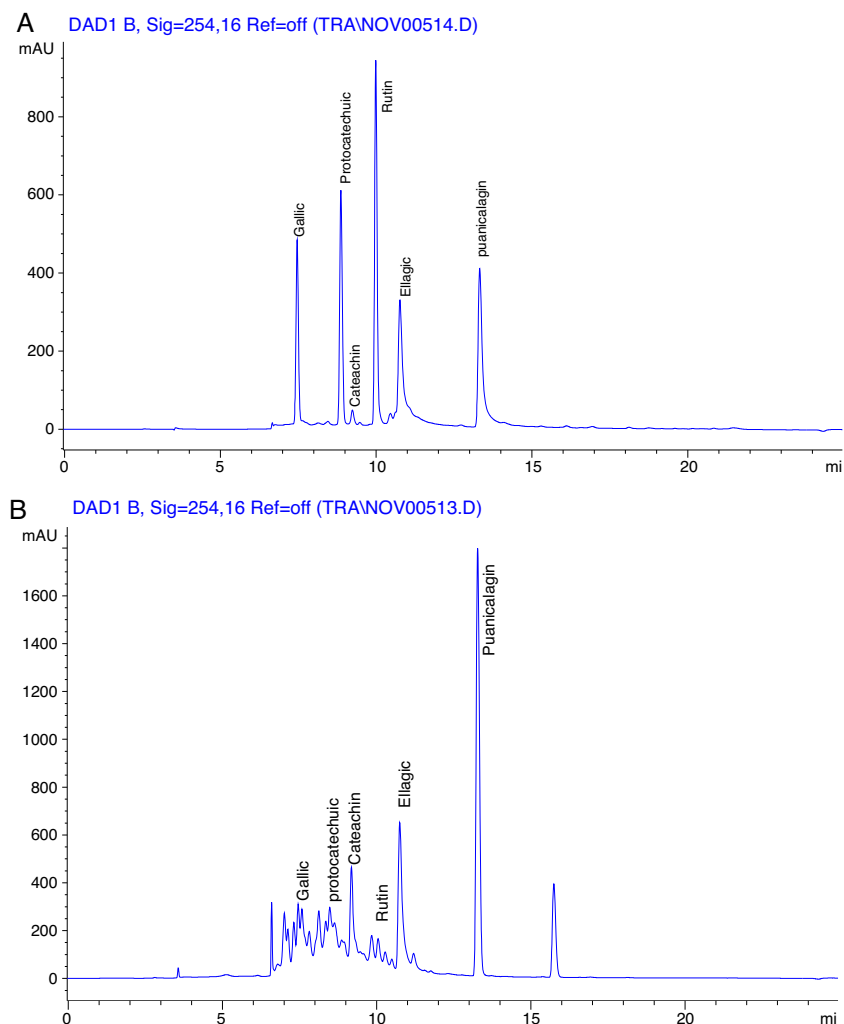 A
DAD1 B, Sig=254,16 Ref=off (TRA\NOV00514.D)
mAU
800
600
400
200
0
Gallic
Protocatechuic
Cateachin
Rutin
Ellagic
puanicalagin
0 5 10 15 20 mi
B
DAD1 B, Sig=254,16 Ref=off (TRA\NOV00513.D)
mAU
1600
1400
1200
1000
800
600
400
200
0
Gallic
protocatechuic
Cateachin
Rutin
Ellagic
Puanicalagin
0 5 10 15 20 mi